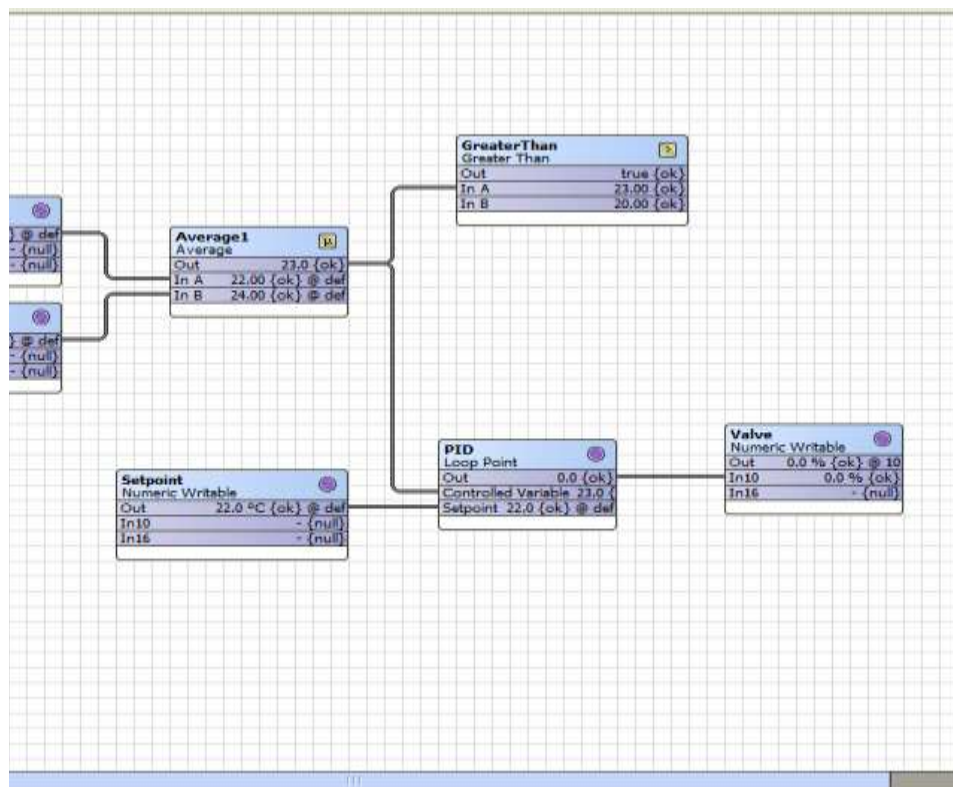 GreaterThan
Greater Than
Out true {ok}
In A 23.00 {ok}
In B 20.00 {ok}
} @ def
- {null}
- {null}
Average1
Average
Out 23.0 {ok}
In A 22.00 {ok} @ def
In B 24.00 {ok} @ def
} @ def
- {null}
- {null}
Setpoint
Numeric Writable
Out 22.0 °C {ok} @ def
In10 - {null}
In16 - {null}
PID
Loop Point
Out 0.0 {ok}
Controlled Variable 23.0 {
Setpoint 22.0 {ok} @ def
Valve
Numeric Writable
Out 0.0 % {ok} @ 10
In10 0.0 % {ok}
In16 - {null}